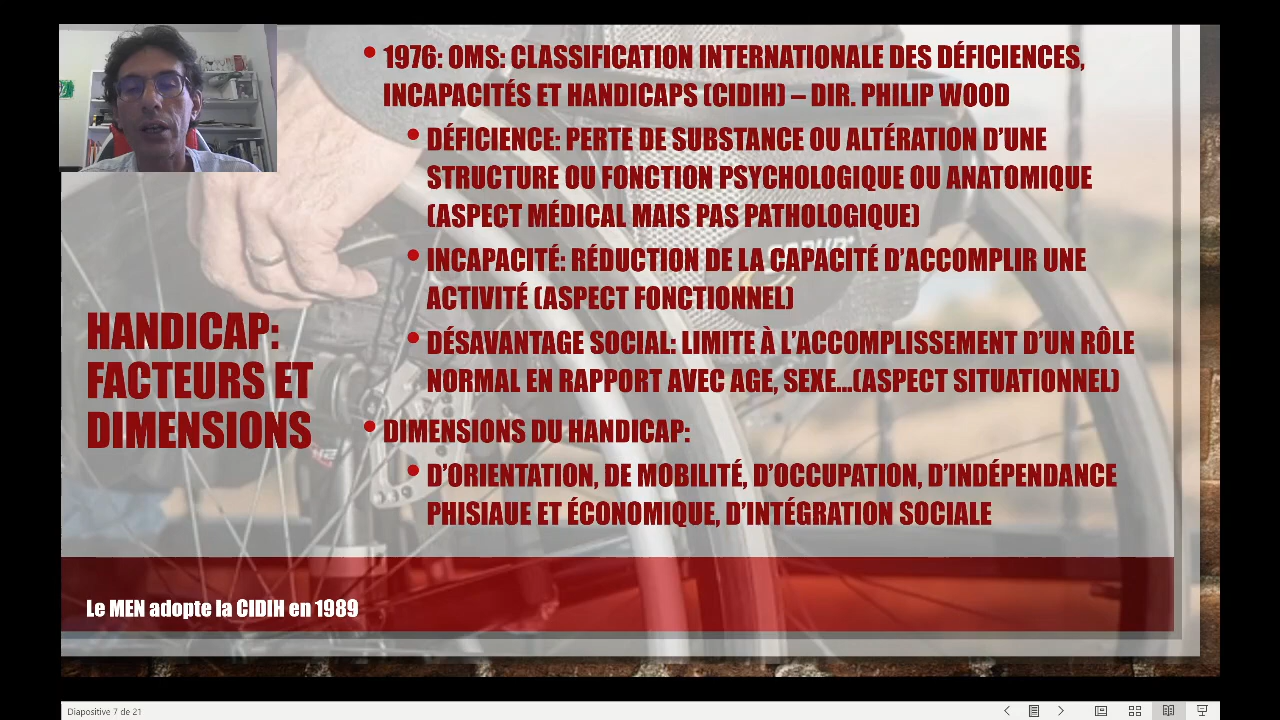 • 1976: OMS: CLASSIFICATION INTERNATIONALE DES DÉFICIENCES,
INCAPACITÉS ET HANDICAPS (CIDIH) – DIR. PHILIP WOOD
• DÉFICIENCE: PERTE DE SUBSTANCE OU ALTÉRATION D’UNE
STRUCTURE OU FONCTION PSYCHOLOGIQUE OU ANATOMIQUE
(ASPECT MÉDICAL MAIS PAS PATHOLOGIQUE)
• INCAPACITÉ: RÉDUCTION DE LA CAPACITÉ D’ACCOMPLIR UNE
ACTIVITÉ (ASPECT FONCTIONNEL)
• DÉSAVANTAGE SOCIAL: LIMITE À L’ACCOMPLISSEMENT D’UN RÔLE
NORMAL EN RAPPORT AVEC AGE, SEXE…(ASPECT SITUATIONNEL)
• DIMENSIONS DU HANDICAP:
• D’ORIENTATION, DE MOBILITÉ, D’OCCUPATION, D’INDÉPENDANCE
PHISIAUE ET ÉCONOMIQUE, D’INTÉGRATION SOCIALE
HANDICAP:
FACTEURS ET
DIMENSIONS
Le MEN adopte la CIDIH en 1989
Diapositive 7 de 21